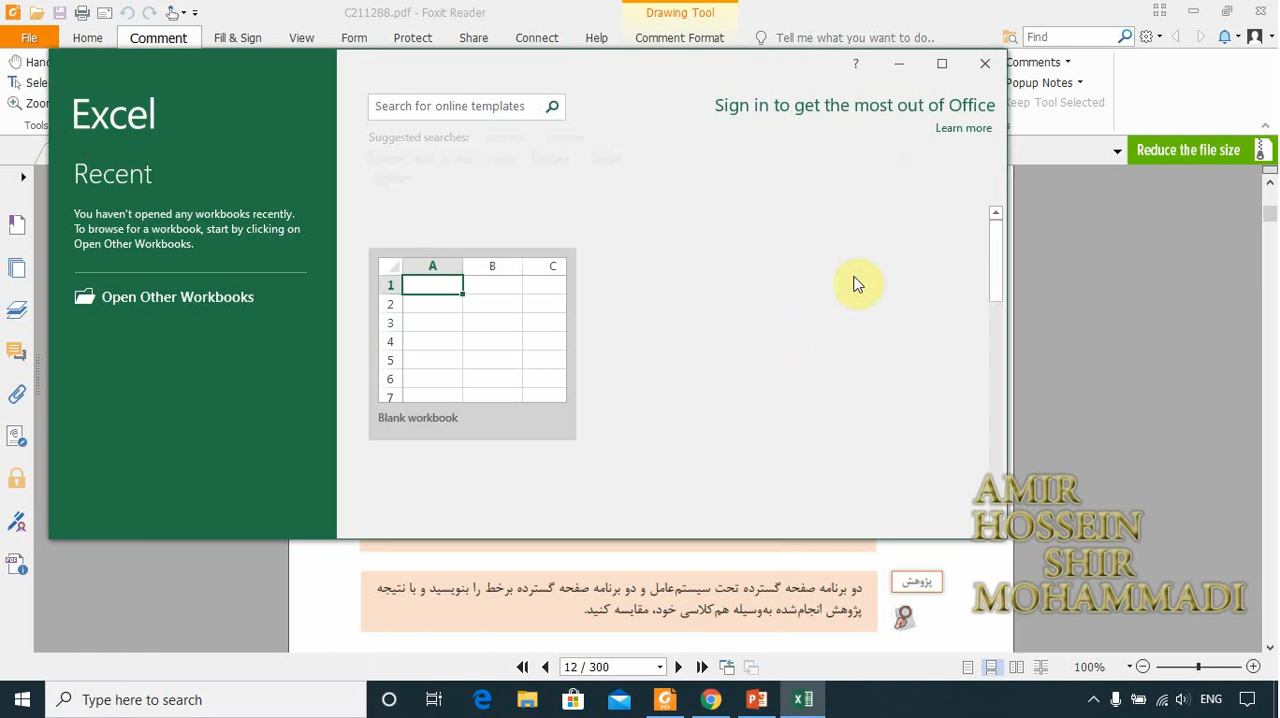 C211288.pdf - Foxit Reader
Drawing Tool
File Home Comment Fill & Sign View Form Protect Share Connect Help Comment Format Tell me what you want to do.. Find
Hand
Sele
Zoo
Tools
Comments
Popup Notes
Keep Tool Selected
Reduce the file size
Excel
Recent
You haven't opened any workbooks recently.
To browse for a workbook, start by clicking on
Open Other Workbooks.
Open Other Workbooks
Search for online templates
Suggested searches:
Sign in to get the most out of Office
Learn more
A B C
1
2
3
4
5
6
7
Blank workbook
AMIR
HOSSEIN
SHIR
MOHAMMADI
پژوهش
دو برنامه صفحه گسترده تحت سیستم‌عامل و دو برنامه صفحه گسترده برخط را بنویسید و با نتیجه
پژوهش انجام‌شده به‌وسیله هم‌کلاسی خود، مقایسه کنید.
12 / 300
100%
Type here to search
ENG